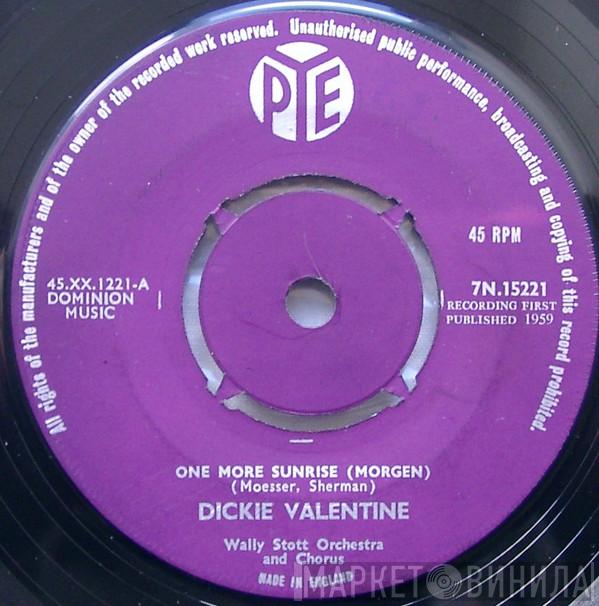 All rights of the manufacturers and of the owner of the recorded work reserved. Unauthorised public performance, broadcasting and copying of this record prohibited.
PYE
45 RPM
45.XX.1221-A
DOMINION
MUSIC
7N.15221
RECORDING FIRST
PUBLISHED 1959
ONE MORE SUNRISE (MORGEN)
(Moesser, Sherman)
DICKIE VALENTINE
Wally Stott Orchestra
and Chorus
MADE IN ENGLAND
МАРКЕТ ВИНИЛА